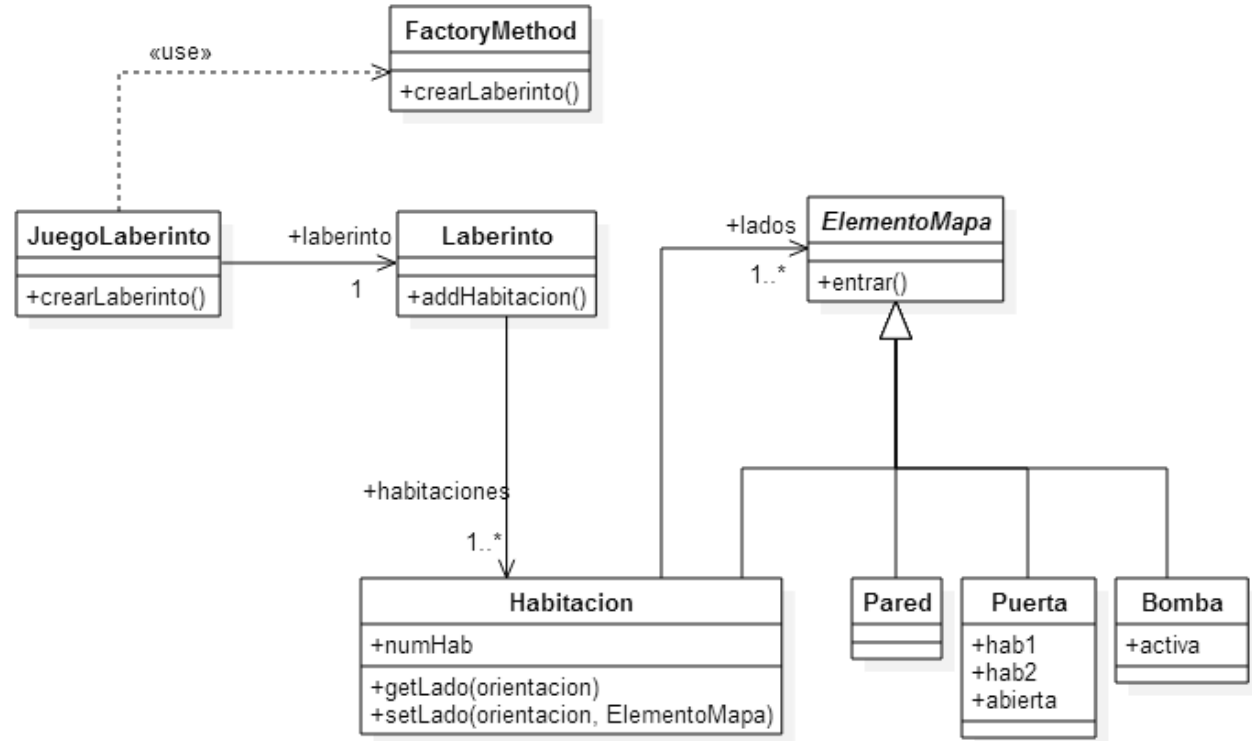 FactoryMethod
+crearLaberinto()
«use»
JuegoLaberinto
+crearLaberinto()
+laberinto
1
Laberinto
+addHabitacion()
+lados
1..*
ElementoMapa
+entrar()
+habitaciones
1..*
Habitacion
+numHab
+getLado(orientacion)
+setLado(orientacion, ElementoMapa)
Pared
Puerta
+hab1
+hab2
+abierta
Bomba
+activa